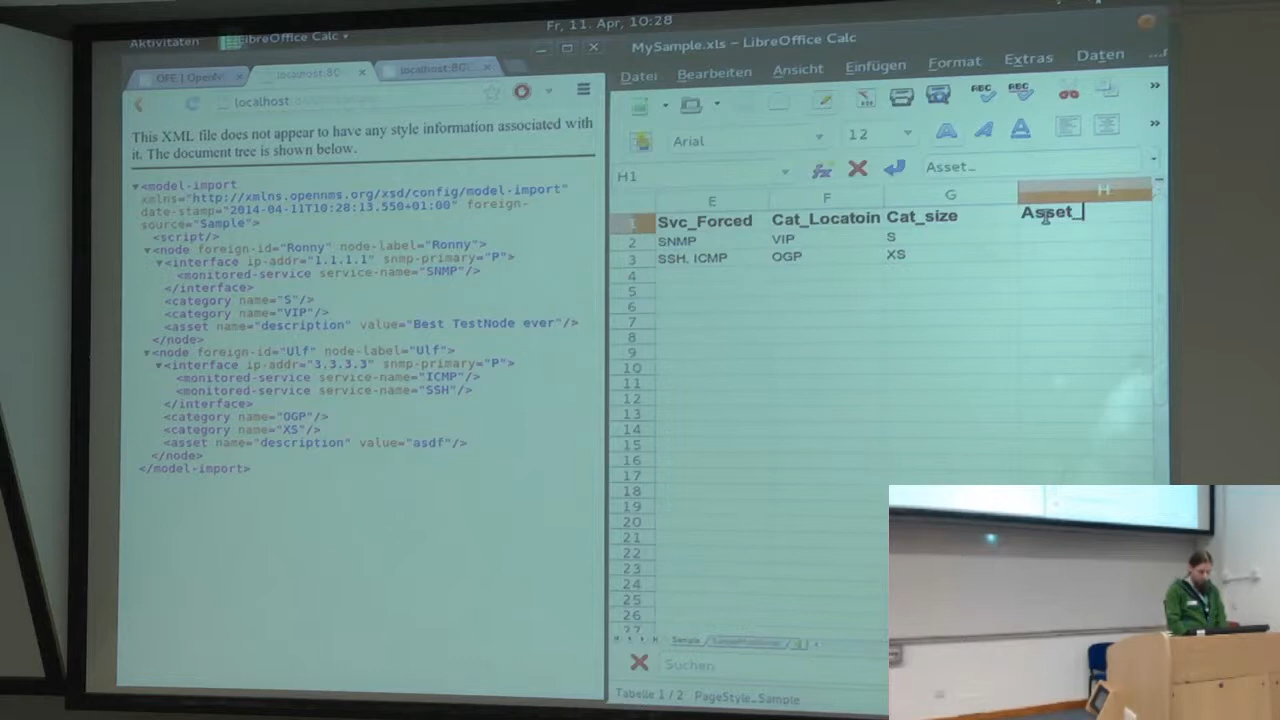 Fr, 11. Apr, 10:28
Aktivitäten LibreOffice Calc
OFE | OpenN localhost:80 localhost:80
localhost
This XML file does not appear to have any style information associated with
it. The document tree is shown below.
▼<model-import
xmlns="http://xmlns.opennms.org/xsd/config/model-import"
date-stamp="2014-04-11T10:28:13.550+01:00" foreign-
source="Sample">
<script/>
▼<node foreign-id="Ronny" node-label="Ronny">
▼<interface ip-addr="1.1.1.1" snmp-primary="P">
<monitored-service service-name="SNMP"/>
</interface>
<category name="S"/>
<category name="VIP"/>
<asset name="description" value="Best TestNode ever"/>
</node>
▼<node foreign-id="Ulf" node-label="Ulf">
▼<interface ip-addr="3.3.3.3" snmp-primary="P">
<monitored-service service-name="ICMP"/>
<monitored-service service-name="SSH"/>
</interface>
<category name="OGP"/>
<category name="XS"/>
<asset name="description" value="asdf"/>
</node>
</model-import>
MySample.xls – LibreOffice Calc
Datei Bearbeiten Ansicht Einfügen Format Extras Daten ...
Arial 12
H1 Asset_
E F G H
1 Svc_Forced Cat_Locatoin Cat_size Asset_
2 SNMP VIP S
3 SSH, ICMP OGP XS
4
5
6
7
8
9
10
11
12
13
14
15
16
17
18
19
20
21
22
23
24
25
26
27
Sample
Suchen
Tabelle 1 / 2 PageStyle_Sample